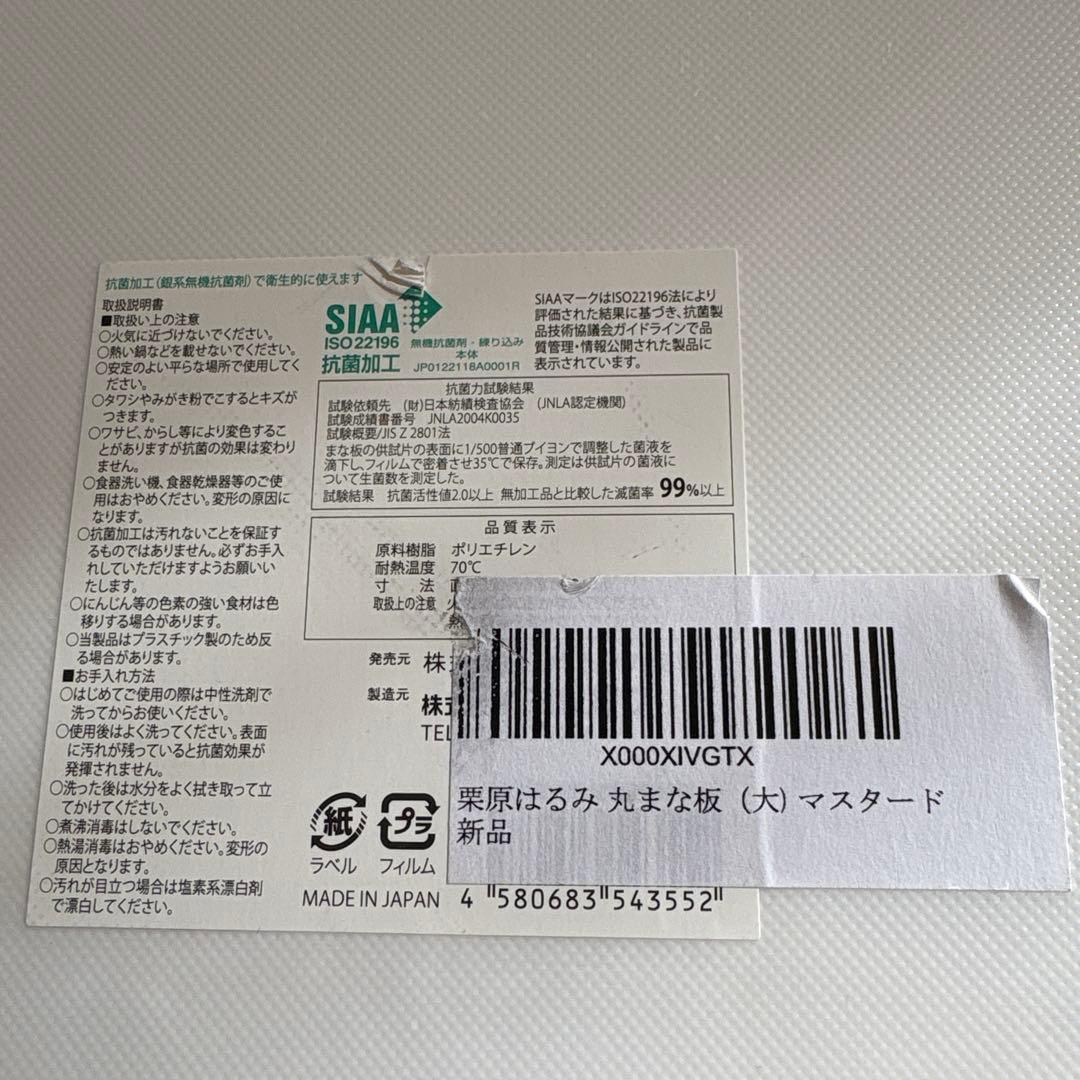 抗菌加工(銀系無機抗菌剤)で衛生的に使えます
取扱説明書
■取扱い上の注意
○火気に近づけないでください。
○熱い鍋などを載せないでください。
○安定のよい平らな場所で使用してく
ださい。
○タワシやみがき粉でこするとキズが
つきます。
○ワサビ、からし等により変色するこ
とがありますが抗菌の効果は変わり
ません。
○食器洗い機、食器乾燥器等のご使
用はおやめください。変形の原因に
なります。
○抗菌加工は汚れないことを保証す
るものではありません。必ずお手入
れしていただけますようお願いい
たします。
○にんじん等の色素の強い食材は色
移りする場合があります。
○当製品はプラスチック製のため反
る場合があります。
■お手入れ方法
○はじめてご使用の際は中性洗剤で
洗ってからお使いください。
○使用後はよく洗ってください。表面
に汚れが残っていると抗菌効果が
発揮されません。
○洗った後は水分をよく拭き取って立
てかけてください。
○煮沸消毒はしないでください。
○熱湯消毒はおやめください。変形の
原因となります。
○汚れが目立つ場合は塩素系漂白剤
で漂白してください。
SIAA
ISO 22196
抗菌加工
無機抗菌剤・練り込み
本体
JP0122118A0001R
SIAAマークはISO22196法により
評価された結果に基づき、抗菌製
品技術協議会ガイドラインで品
質管理・情報公開された製品に
表示されています。
抗菌力試験結果
試験依頼先 (財)日本紡績検査協会 (JNLA認定機関)
試験成績書番号 JNLA2004K0035
試験概要/JIS Z 2801法
まな板の供試片の表面に1/500普通ブイヨンで調整した菌液を
滴下し、フィルムで密着させ35℃で保存。測定は供試片の菌液に
ついて生菌数を測定した。
試験結果 抗菌活性値2.0以上 無加工品と比較した滅菌率 99%以上
品質表示
原料樹脂 ポリエチレン
耐熱温度 70℃
寸法 直
取扱上の注意 火
熱
発売元 株
製造元 株式
TEL
紙
ラベル
プラ
フィルム
MADE IN JAPAN
4 "580683"543552"
X000XIVGTX
栗原はるみ 丸まな板 (大) マスタード
新品